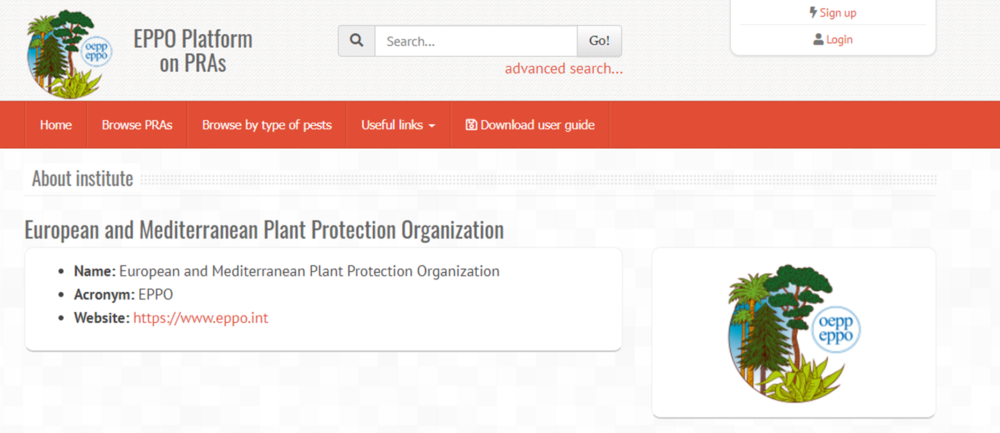 oepp
eppo
EPPO Platform
on PRAs
Search...
Go!
advanced search...
Sign up
Login
Home
Browse PRAs
Browse by type of pests
Useful links
Download user guide
About institute
European and Mediterranean Plant Protection Organization
Name: European and Mediterranean Plant Protection Organization
Acronym: EPPO
Website: https://www.eppo.int
oepp
eppo